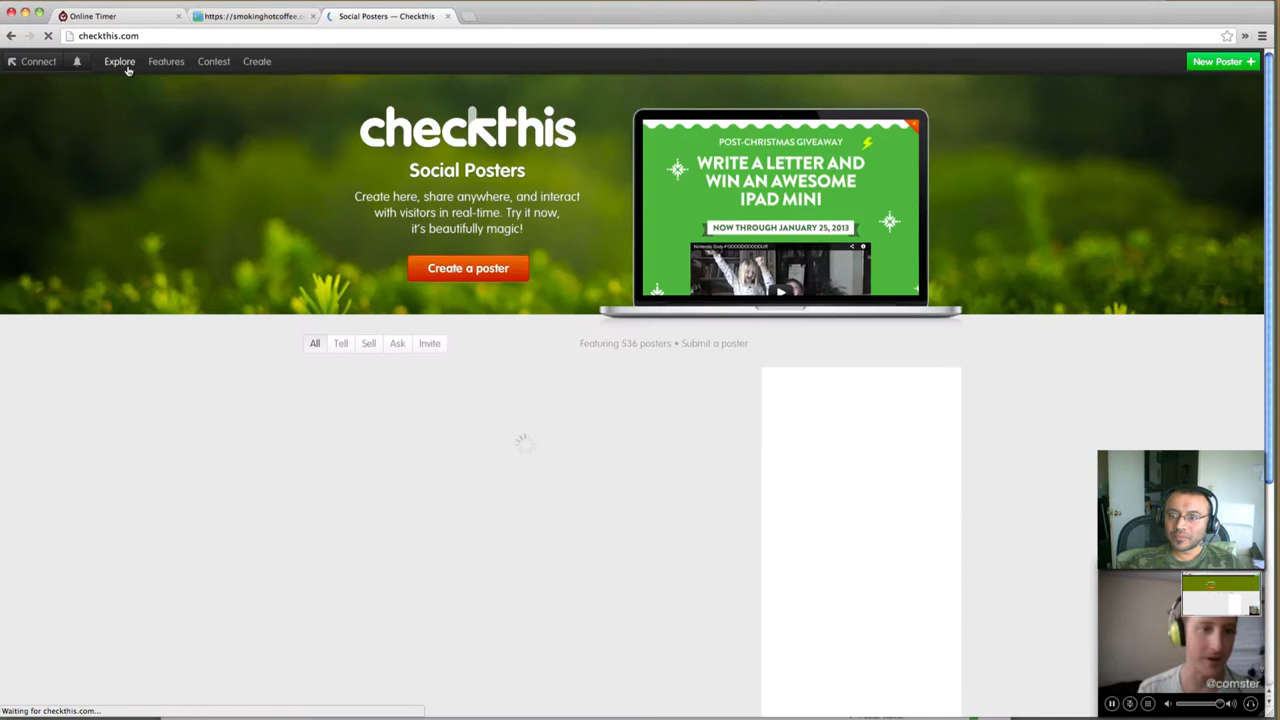 Online Timer
https://smokinghotcoffee.c
Social Posters — Checkthis
checkthis.com
Connect
Explore
Features
Contest
Create
New Poster +
checkthis
Social Posters
Create here, share anywhere, and interact
with visitors in real-time. Try it now,
it's beautifully magic!
Create a poster
POST-CHRISTMAS GIVEAWAY
WRITE A LETTER AND
WIN AN AWESOME
IPAD MINI
NOW THROUGH JANUARY 25, 2013
All
Tell
Sell
Ask
Invite
Featuring 536 posters • Submit a poster
@comster
Waiting for checkthis.com...